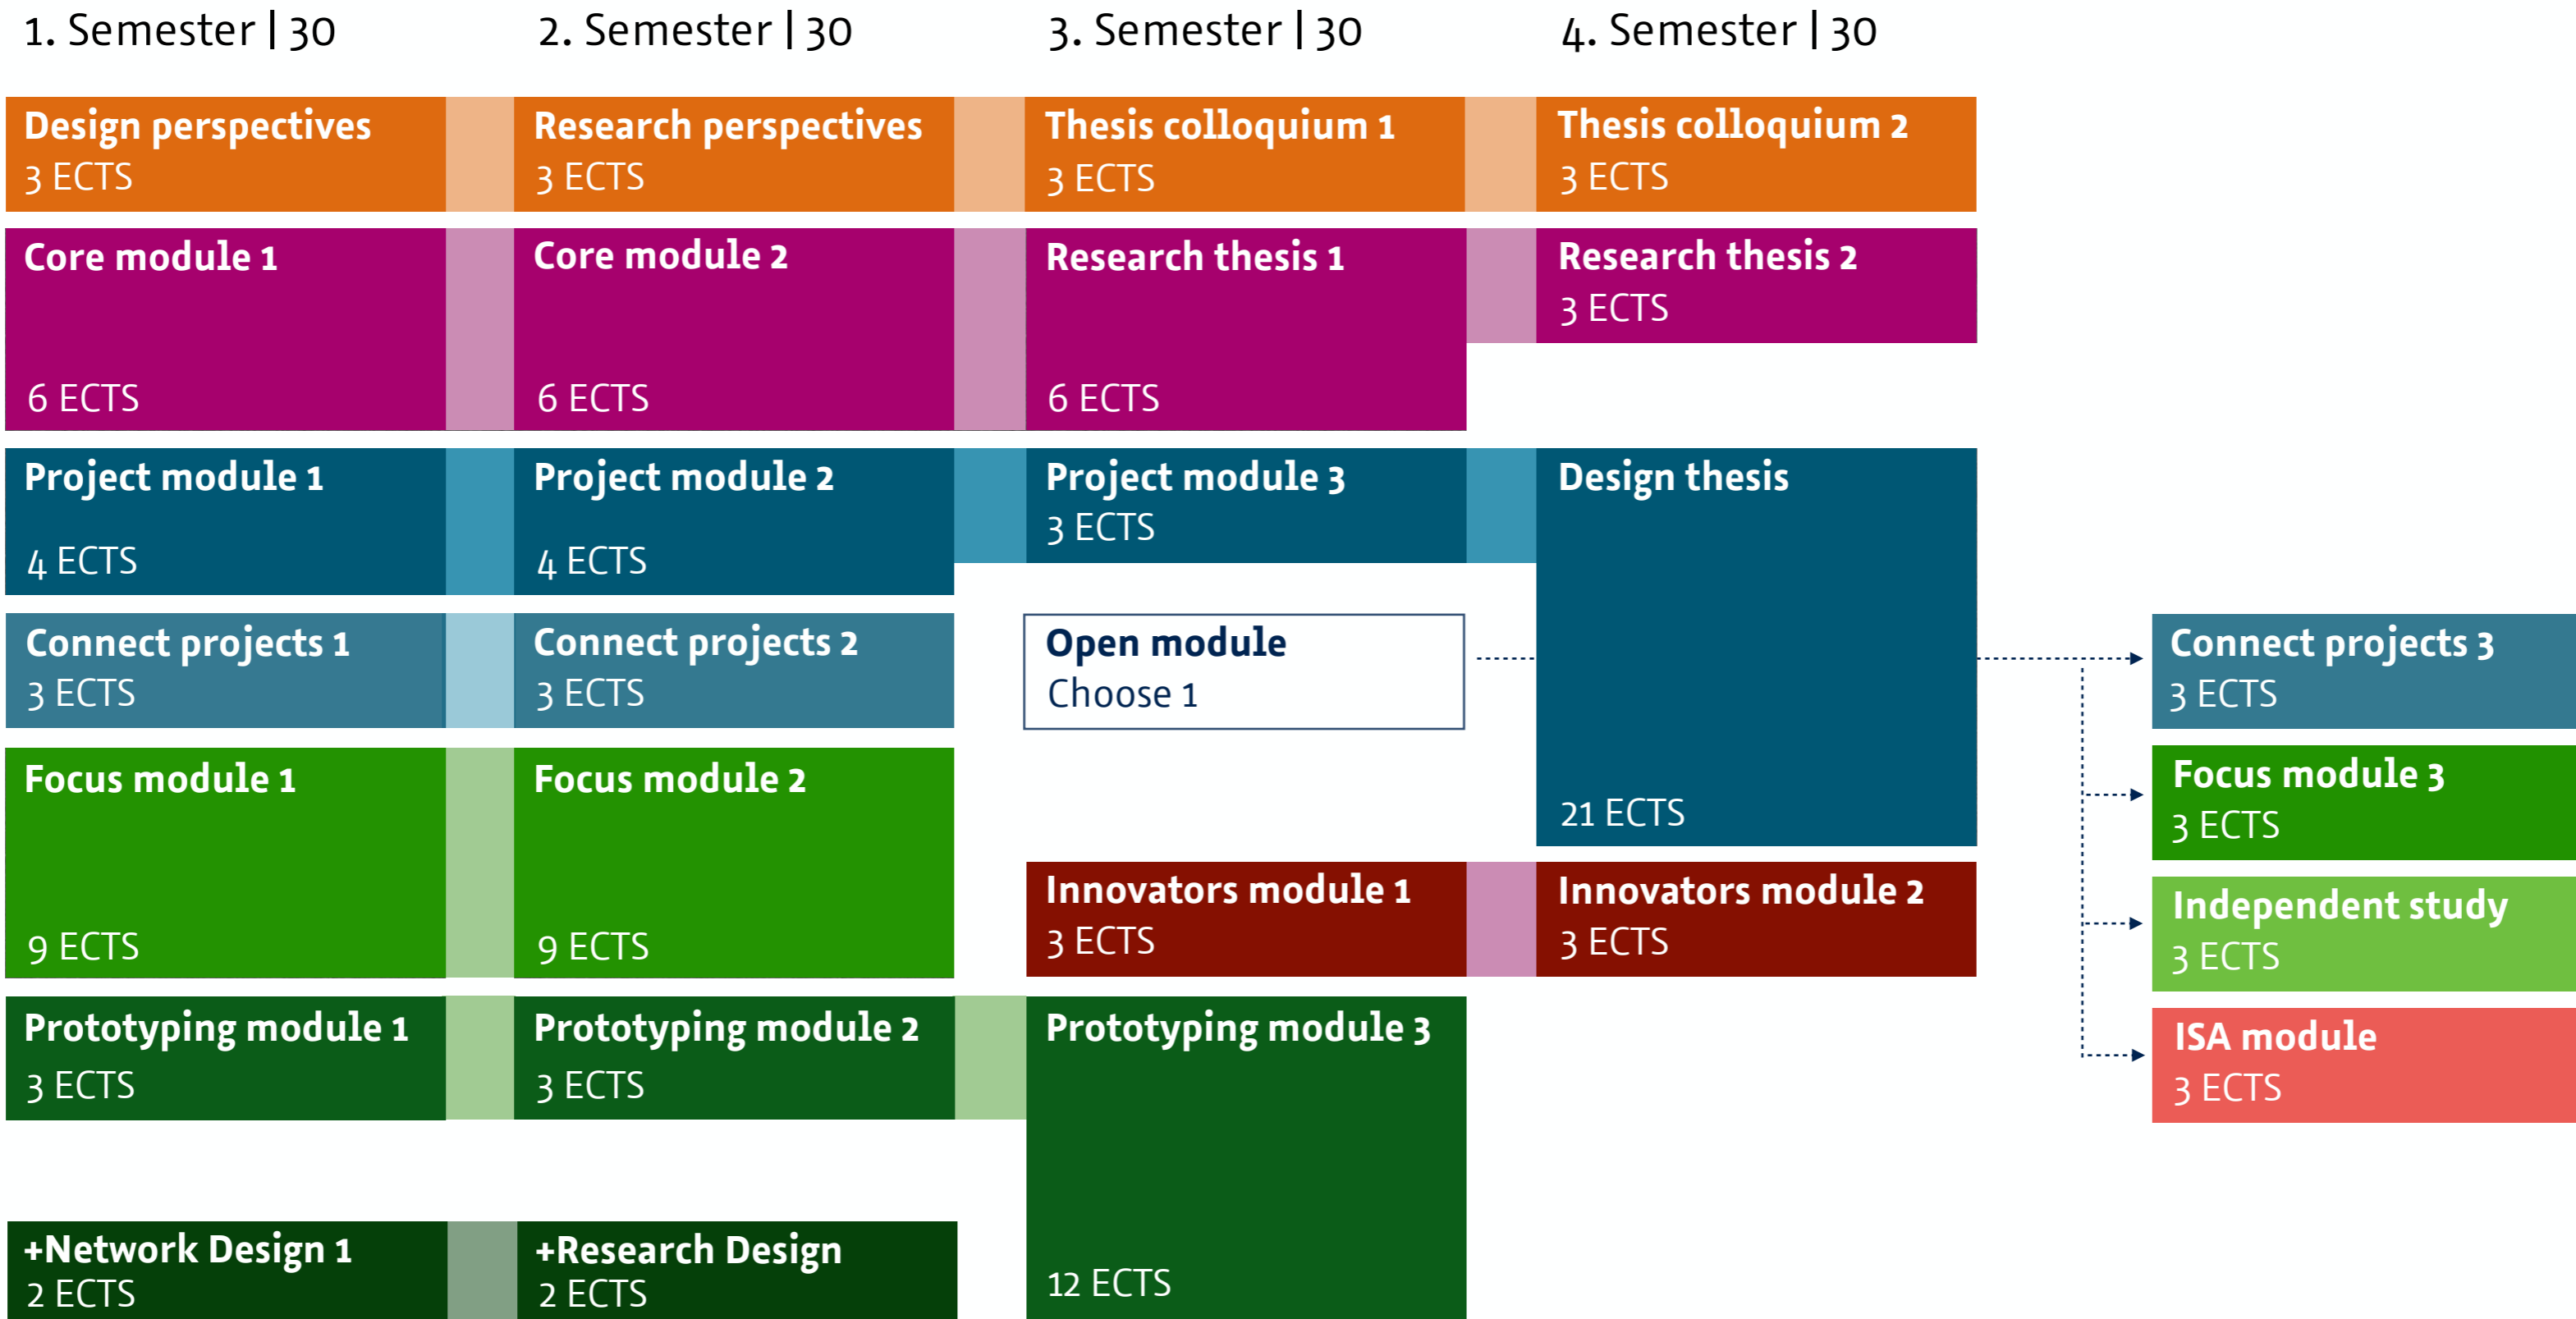 1. Semester | 30
2. Semester | 30
3. Semester | 30
4. Semester | 30
Design perspectives
3 ECTS
Research perspectives
3 ECTS
Thesis colloquium 1
3 ECTS
Thesis colloquium 2
3 ECTS
Core module 1
6 ECTS
Core module 2
6 ECTS
Research thesis 1
6 ECTS
Research thesis 2
3 ECTS
Project module 1
4 ECTS
Project module 2
4 ECTS
Project module 3
3 ECTS
Design thesis
21 ECTS
Connect projects 1
3 ECTS
Connect projects 2
3 ECTS
Open module
Choose 1
Connect projects 3
3 ECTS
Focus module 1
9 ECTS
Focus module 2
9 ECTS
Focus module 3
3 ECTS
Innovators module 1
3 ECTS
Innovators module 2
3 ECTS
Independent study
3 ECTS
Prototyping module 1
3 ECTS
Prototyping module 2
3 ECTS
Prototyping module 3
12 ECTS
ISA module
3 ECTS
+Network Design 1
2 ECTS
+Research Design
2 ECTS